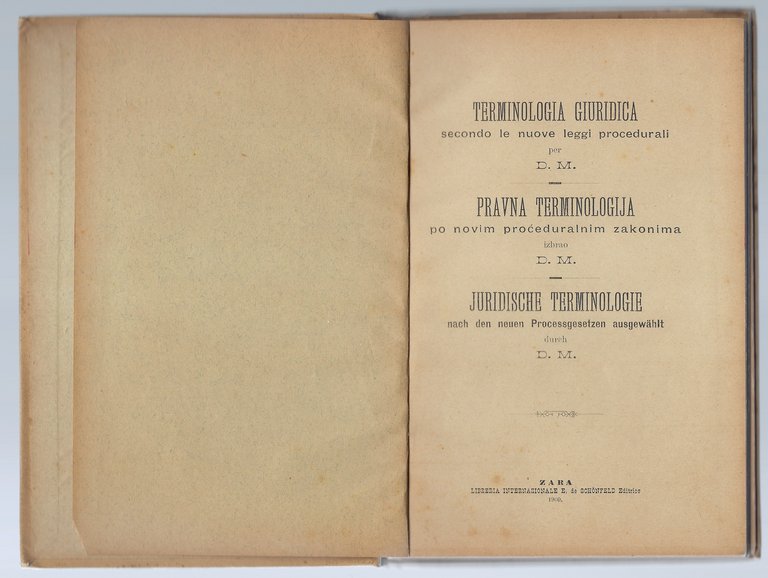 TERMINOLOGIA GIURIDICA
secondo le nuove leggi procedurali
per
D. M.
PRAVNA TERMINOLOGIJA
po novim proćeduralnim zakonima
izbrao
D. M.
JURIDISCHE TERMINOLOGIE
nach den neuen Processgesetzen ausgewählt
durch
D. M.
ZARA
LIBRERIA INTERNAZIONALE E. de SCHÖNFELD Editrice
1900.